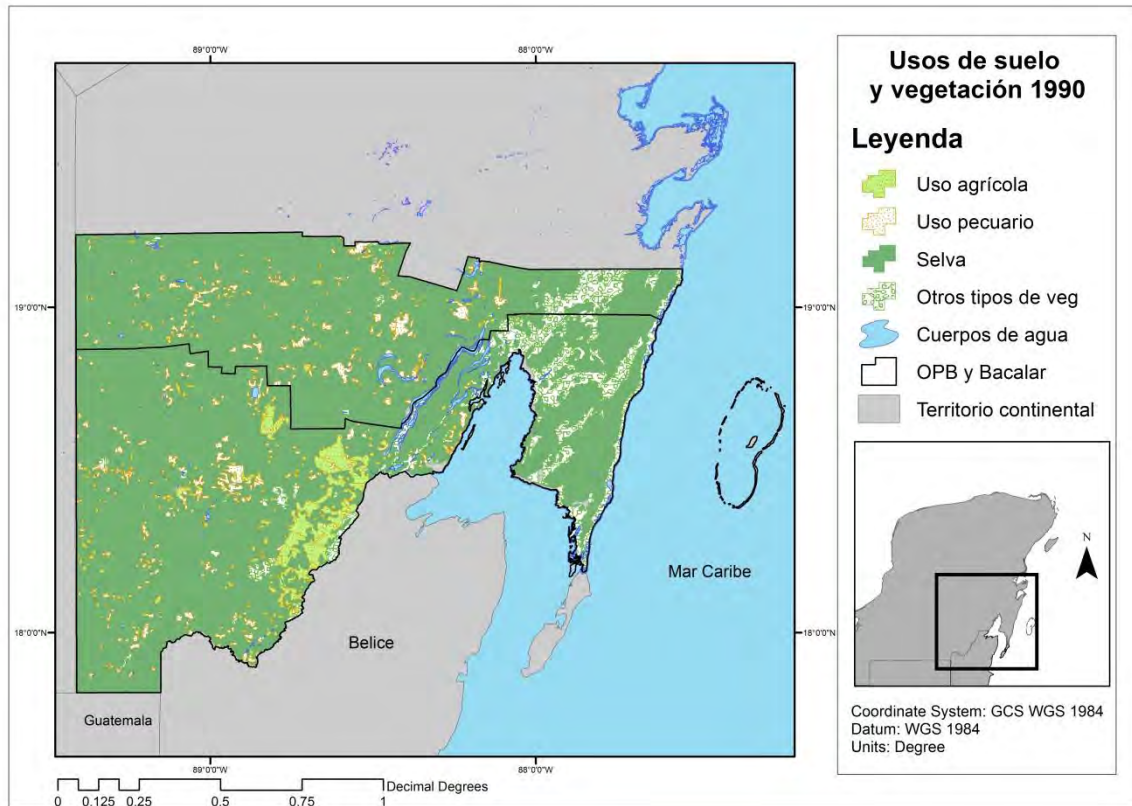 89°0'0"W
88°0'0"W
19°0'0"N
19°0'0"N
18°0'0"N
18°0'0"N
Mar Caribe
Belice
Guatemala
89°0'0"W
88°0'0"W
0 0.125 0.25 0.5 0.75 1
Decimal Degrees
Usos de suelo
y vegetación 1990
Leyenda
Uso agrícola
Uso pecuario
Selva
Otros tipos de veg
Cuerpos de agua
OPB y Bacalar
Territorio continental
N
Coordinate System: GCS WGS 1984
Datum: WGS 1984
Units: Degree